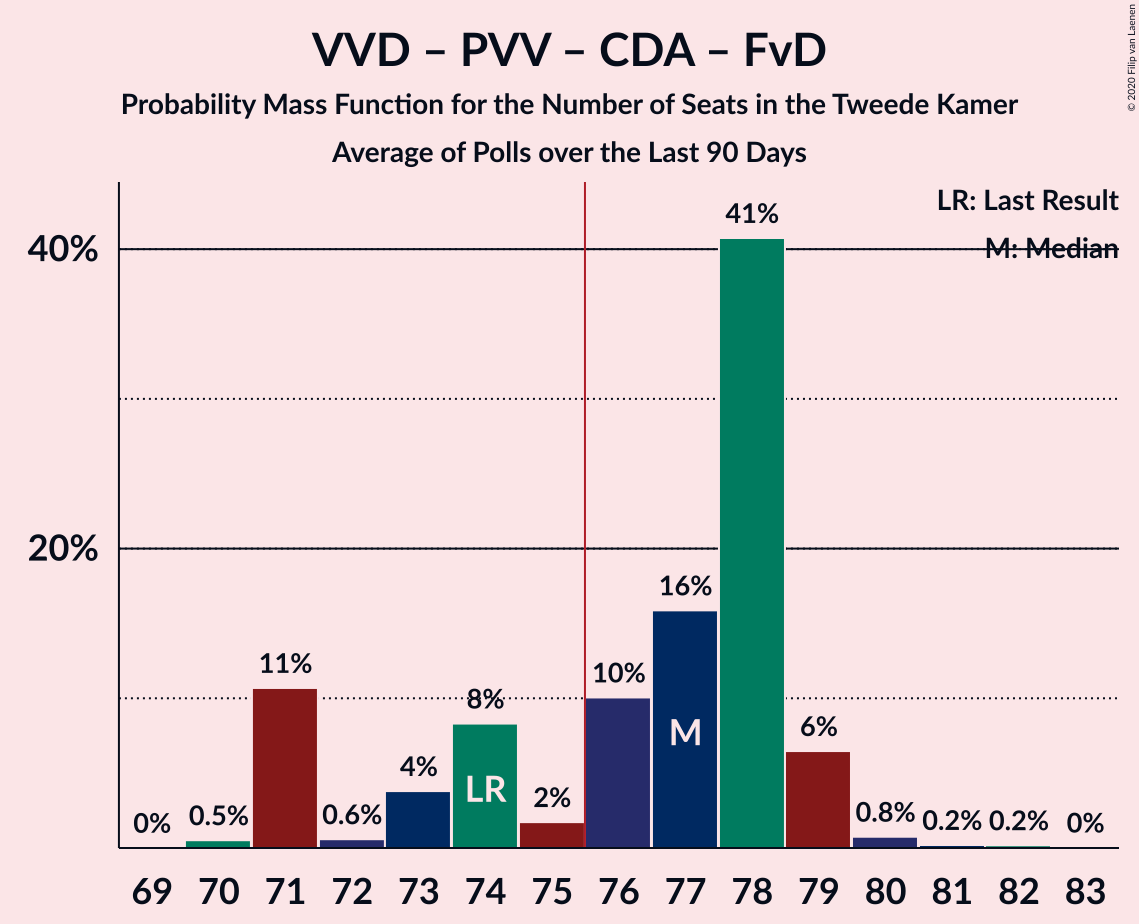 VVD – PVV – CDA – FvD
Probability Mass Function for the Number of Seats in the Tweede Kamer
Average of Polls over the Last 90 Days
© 2020 Filip van Laenen
LR: Last Result
M: Median
40%
20%
0%
0.5%
11%
0.6%
4%
8%
2%
10%
16%
41%
6%
0.8%
0.2%
0.2%
0%
LR
M
69 70 71 72 73 74 75 76 77 78 79 80 81 82 83